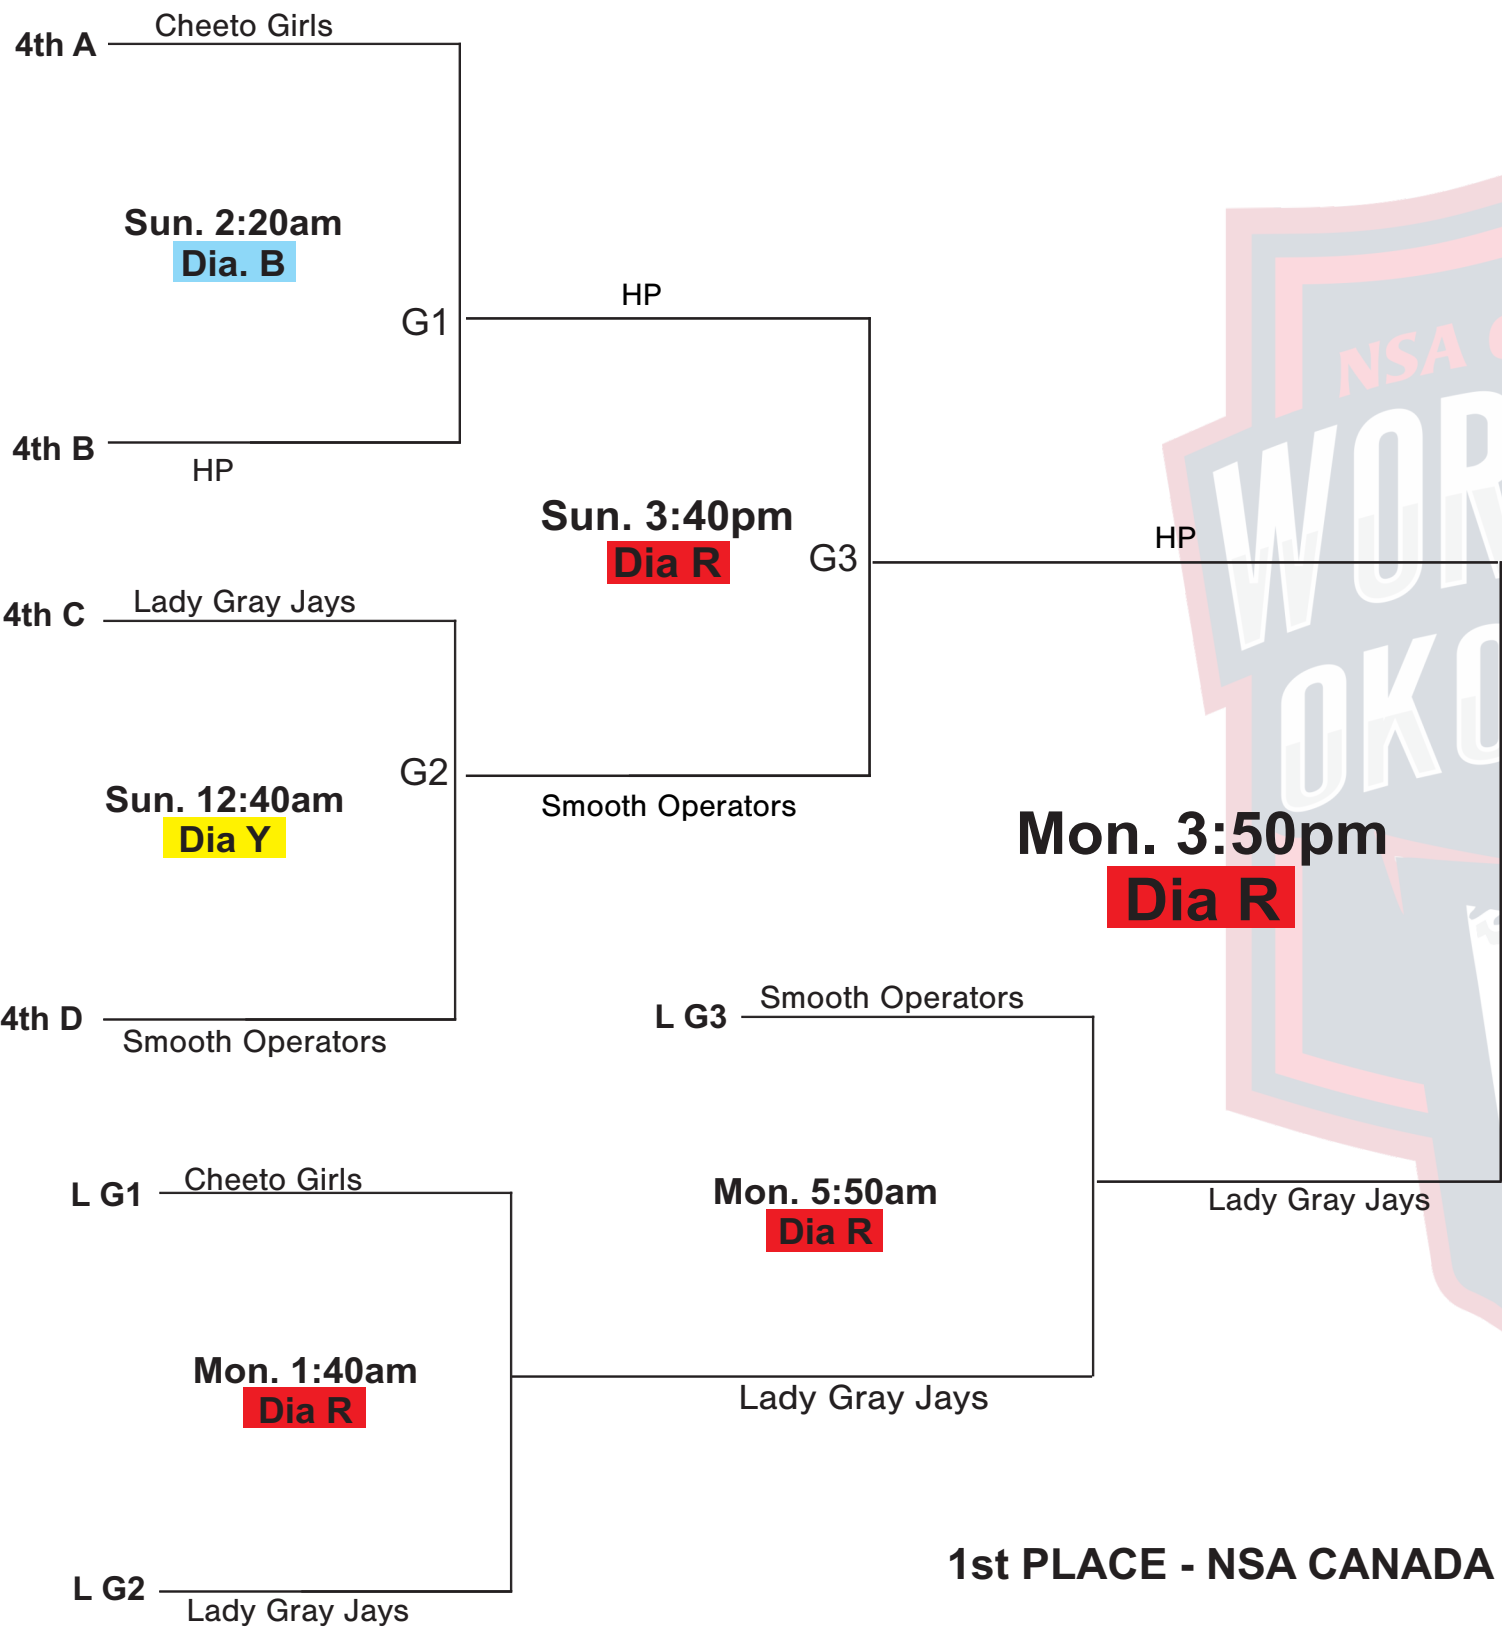 Cheeto Girls
4th A
Sun. 2:20am
Dia. B
HP
G1
4th B
HP
Sun. 3:40pm
Dia R
G3
HP
4th C
Lady Gray Jays
G2
Sun. 12:40am
Dia Y
Smooth Operators
Mon. 3:50pm
Dia R
4th D
Smooth Operators
L G3
Smooth Operators
L G1
Cheeto Girls
Mon. 5:50am
Dia R
Lady Gray Jays
Mon. 1:40am
Dia R
Lady Gray Jays
L G2
Lady Gray Jays
1st PLACE - NSA CANADA
NSA